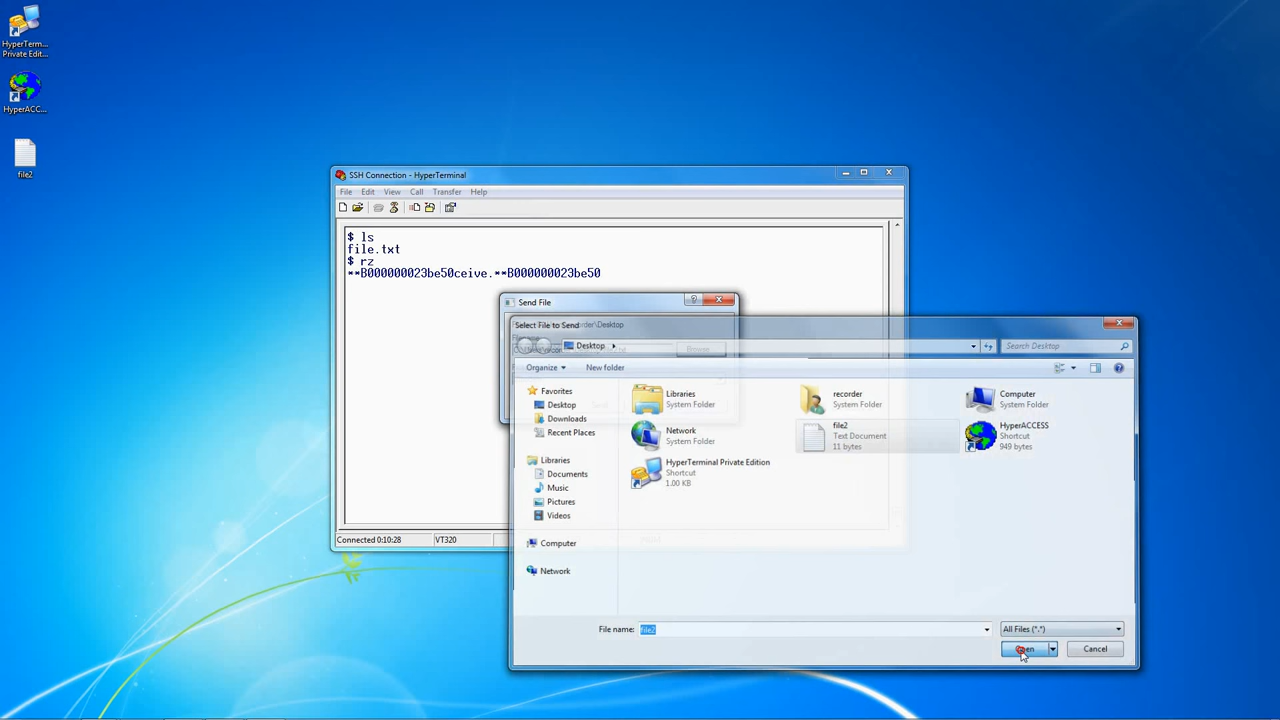 HyperTerm...
Private Edit...
HyperACC...
file2
SSH Connection - HyperTerminal
File Edit View Call Transfer Help
$ ls
file.txt
$ rz
**B000000023be50ceive.**B000000023be50
Connected 0:10:28 VT320
Send File
?
Select File to Send
Desktop
Search Desktop
Organize New folder
Favorites
Desktop
Downloads
Recent Places
Libraries
Documents
Music
Pictures
Videos
Computer
Network
Libraries
System Folder
recorder
System Folder
Computer
System Folder
Network
System Folder
file2
Text Document
11 bytes
HyperACCESS
Shortcut
949 bytes
HyperTerminal Private Edition
Shortcut
1.00 KB
File name: file2 All Files (*.*)
Open Cancel